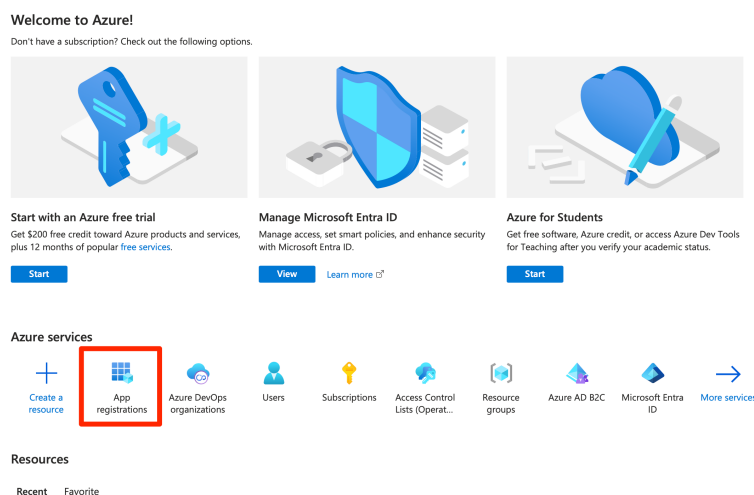 Welcome to Azure!
Don't have a subscription? Check out the following options.
Start with an Azure free trial
Get $200 free credit toward Azure products and services,
plus 12 months of popular free services.
Start
Manage Microsoft Entra ID
Manage access, set smart policies, and enhance security
with Microsoft Entra ID.
View Learn more
Azure for Students
Get free software, Azure credit, or access Azure Dev Tools
for Teaching after you verify your academic status.
Start
Azure services
Create a
resource
App
registrations
Azure DevOps
organizations
Users
Subscriptions
Access Control
Lists (Operat...
Resource
groups
Azure AD B2C
Microsoft Entra
ID
More services
Resources
Recent Favorite